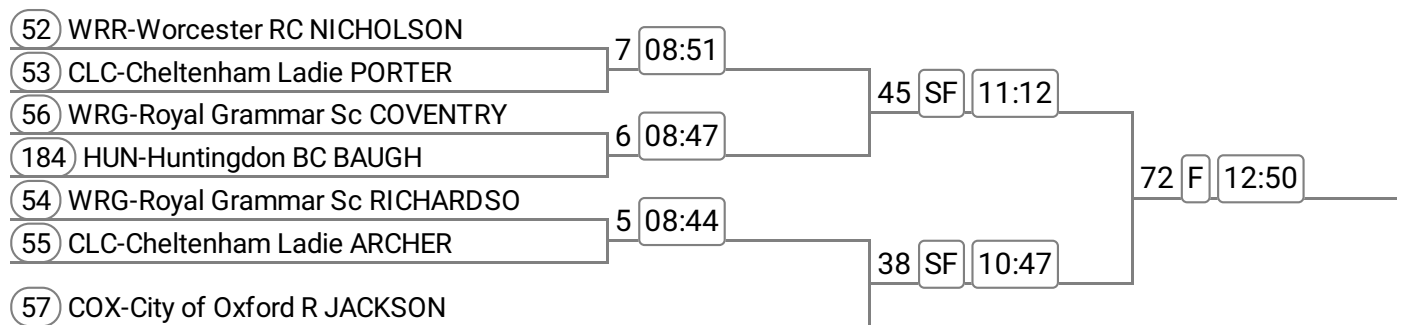 52 WRR-Worcester RC NICHOLSON
53 CLC-Cheltenham Ladie PORTER
7 08:51
56 WRG-Royal Grammar Sc COVENTRY
184 HUN-Huntingdon BC BAUGH
6 08:47
45 SF 11:12
54 WRG-Royal Grammar Sc RICHARDSO
55 CLC-Cheltenham Ladie ARCHER
5 08:44
57 COX-City of Oxford R JACKSON
38 SF 10:47
72 F 12:50